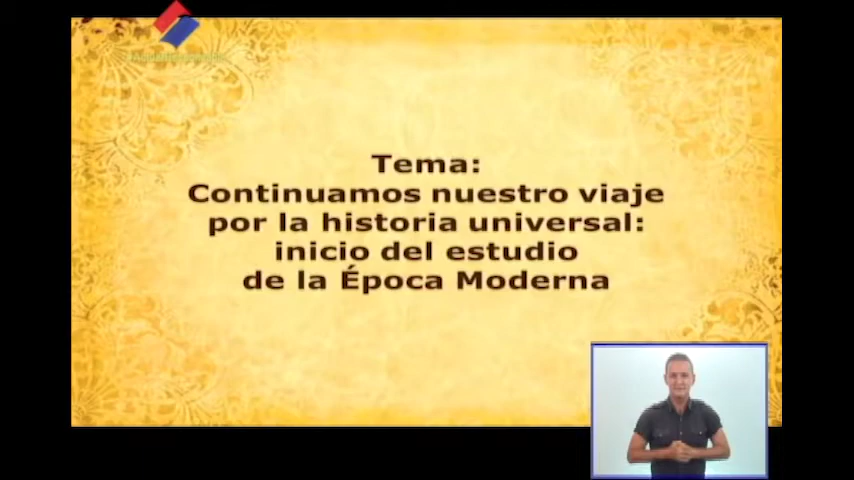 Tema:
Continuamos nuestro viaje
por la historia universal:
inicio del estudio
de la Época Moderna